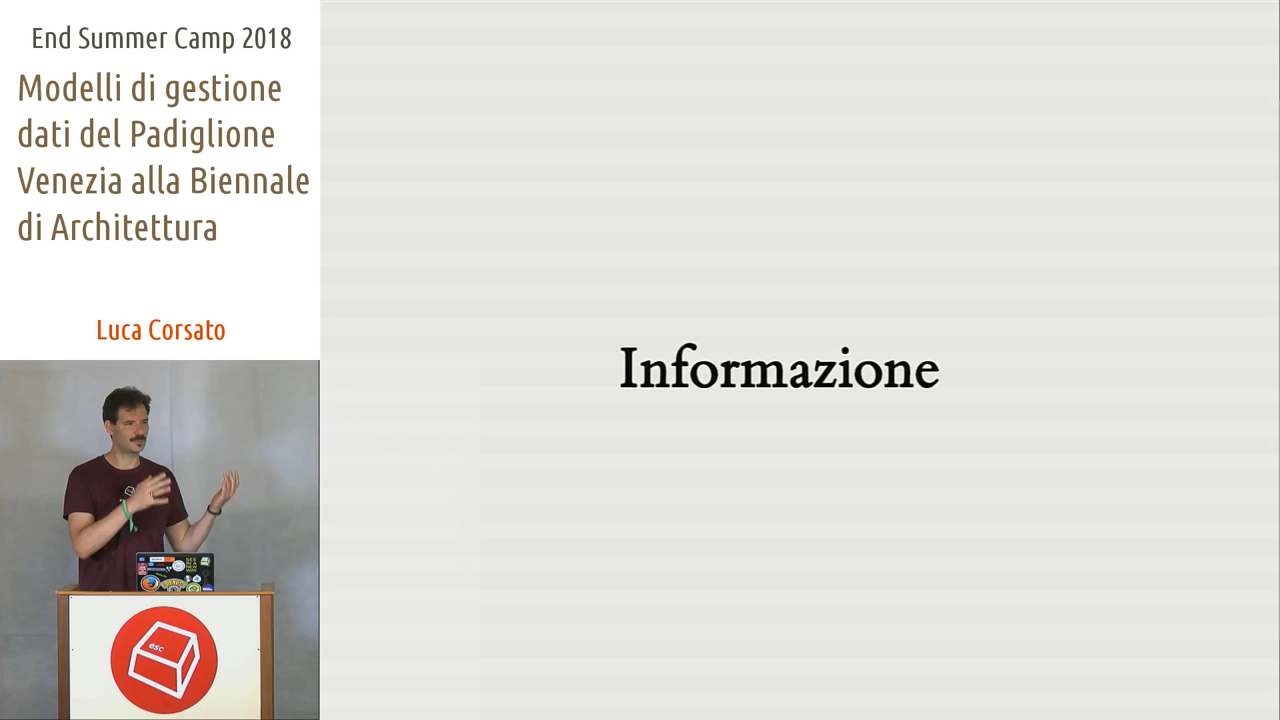 End Summer Camp 2018
Modelli di gestione
dati del Padiglione
Venezia alla Biennale
di Architettura
Luca Corsato
Informazione
esc